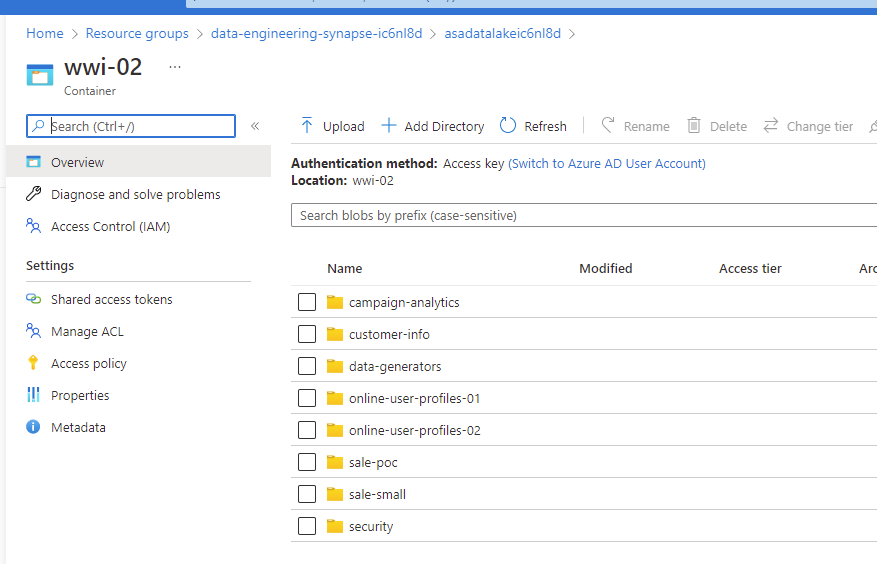 Home > Resource groups > data-engineering-synapse-ic6nl8d > asadatalakeic6nl8d >
wwi-02 ...
Container
Search (Ctrl+/)
«
Overview
Diagnose and solve problems
Access Control (IAM)
Settings
Shared access tokens
Manage ACL
Access policy
Properties
Metadata
Upload Add Directory Refresh Rename Delete Change tier
Authentication method: Access key (Switch to Azure AD User Account)
Location: wwi-02
Search blobs by prefix (case-sensitive)
Name Modified Access tier Arc
campaign-analytics
customer-info
data-generators
online-user-profiles-01
online-user-profiles-02
sale-poc
sale-small
security